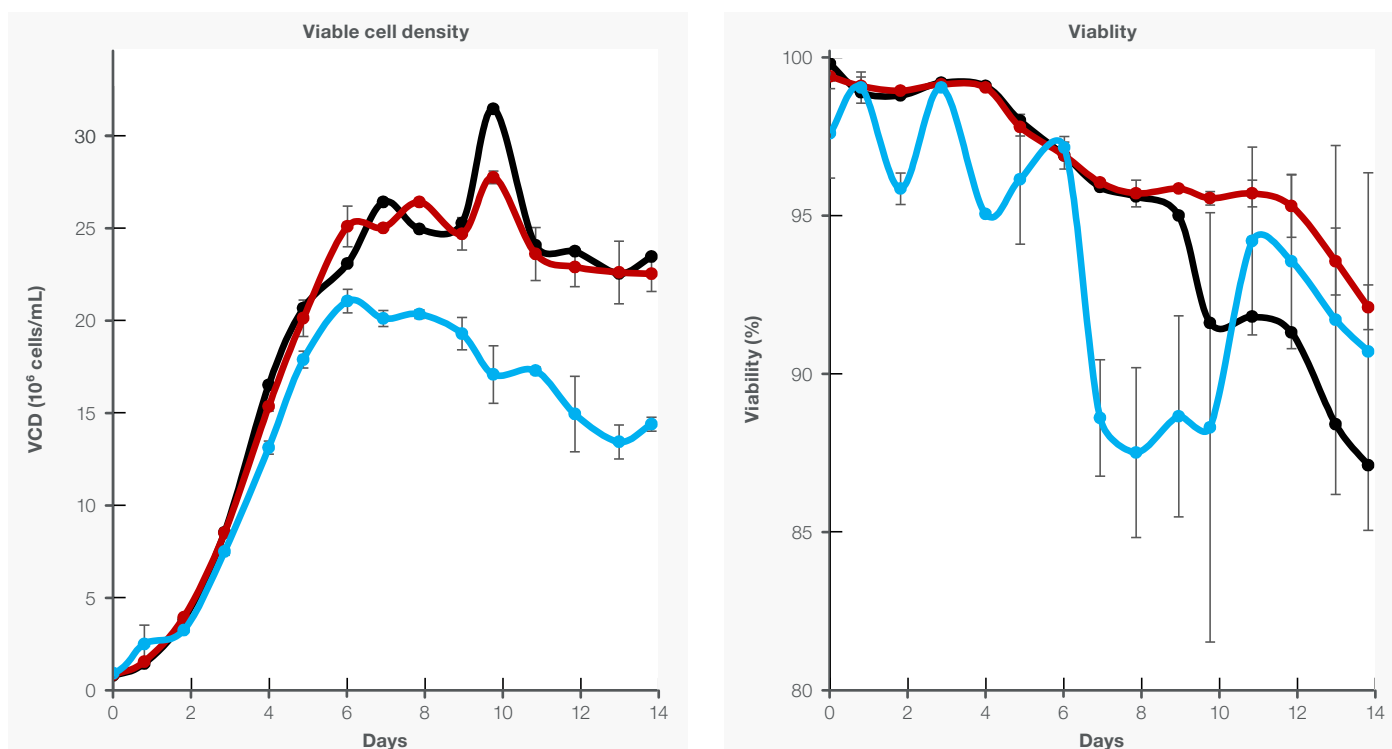 Viable cell density
VCD (10⁶ cells/mL)
30
25
20
15
10
5
0
0 2 4 6 8 10 12 14
Days
Viablity
Viability (%)
100
95
90
85
80
0 2 4 6 8 10 12 14
Days